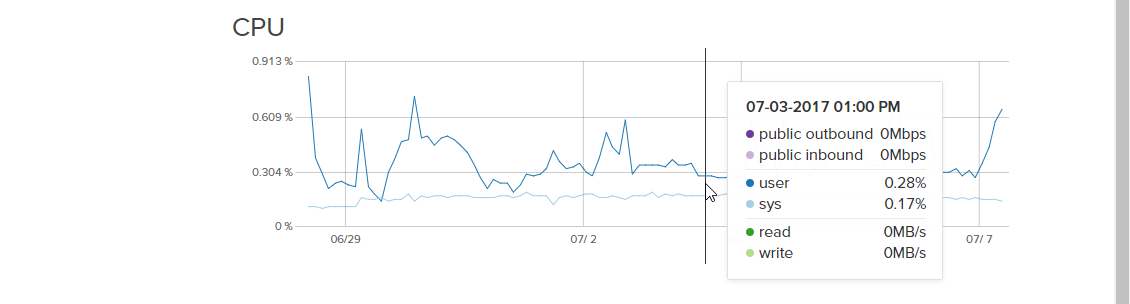 CPU
0.913 %
0.609 %
0.304 %
0 %
06/29
07/ 2
07/ 7
07-03-2017 01:00 PM
public outbound 0Mbps
public inbound 0Mbps
user 0.28%
sys 0.17%
read 0MB/s
write 0MB/s